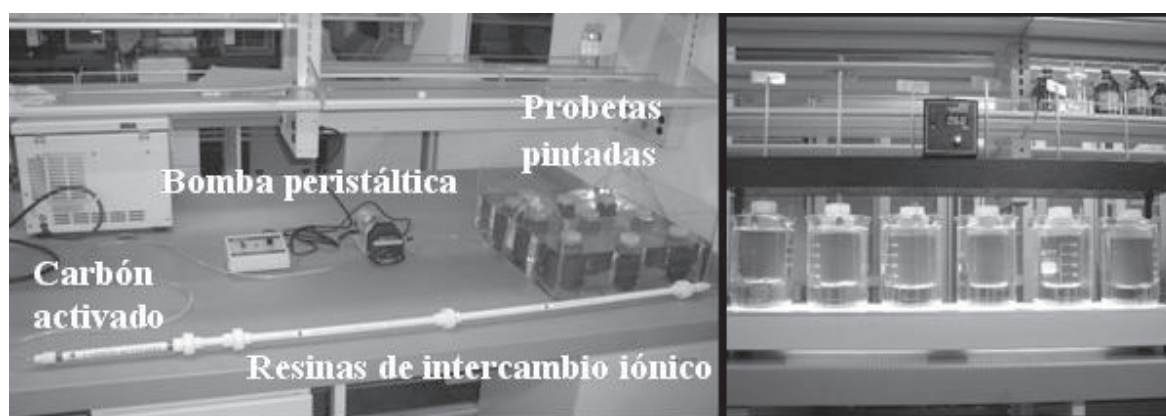 Probetas
pintadas
Bomba peristáltica
Carbón
activado
Resinas de intercambio iónico